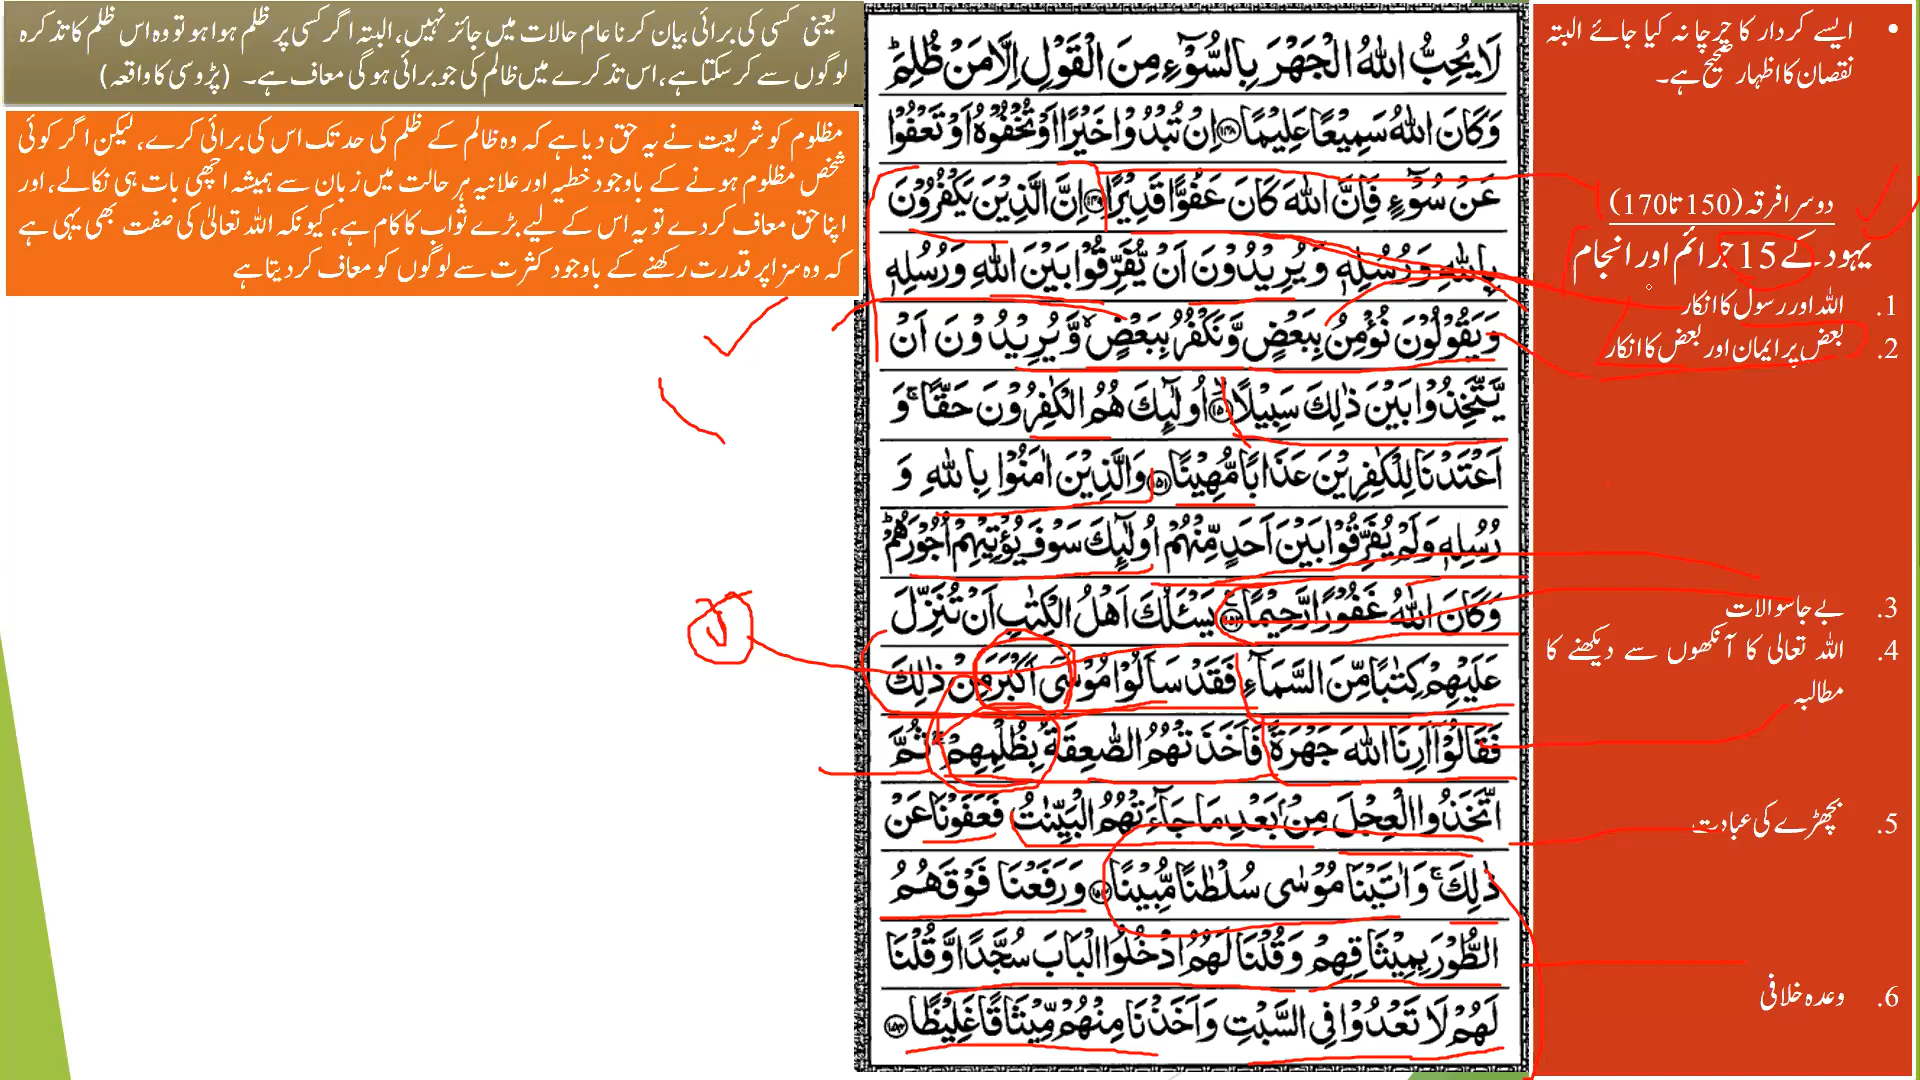 یعنی کسی کی برائی بیان کرنا عام حالات میں جائز نہیں، البتہ اگر کسی پر ظلم ہوا ہو تو وہ اس ظلم کا تذکرہ
لوگوں سے کر سکتا ہے، اس تذکرے میں ظالم کی جو برائی ہوگی معاف ہے۔ (پڑوسی کا واقعہ)
مظلوم کو شریعت نے یہ حق دیا ہے کہ وہ ظالم کے ظلم کی حد تک اس کی برائی کرے، لیکن اگر کوئی
شخص مظلوم ہونے کے باوجود خفیہ اور علانیہ ہر حالت میں زبان سے ہمیشہ اچھی بات ہی نکالے، اور
اپنا حق معاف کردے تو یہ اس کے لیے بڑے ثواب کا کام ہے، کیونکہ اللہ تعالیٰ کی صفت بھی یہی ہے
کہ وہ سزا پر قدرت رکھنے کے باوجود کثرت سے لوگوں کو معاف کردیتا ہے
لَا يُحِبُّ اللّٰهُ الْجَهْرَ بِالسُّوْٓءِ مِنَ الْقَوْلِ اِلَّا مَنْ ظُلِمَ ؕ
وَكَانَ اللّٰهُ سَمِيْعًا عَلِيْمًا ﴿۱۴۸﴾ اِنْ تُبْدُوْا خَيْرًا اَوْ تُخْفُوْهُ اَوْ تَعْفُوْا
عَنْ سُوْٓءٍ فَاِنَّ اللّٰهَ كَانَ عَفُوًّا قَدِيْرًا ﴿۱۴۹﴾ اِنَّ الَّذِيْنَ يَكْفُرُوْنَ
بِاللّٰهِ وَرُسُلِهٖ وَيُرِيْدُوْنَ اَنْ يُّفَرِّقُوْا بَيْنَ اللّٰهِ وَرُسُلِهٖ
وَيَقُوْلُوْنَ نُؤْمِنُ بِبَعْضٍ وَّنَكْفُرُ بِبَعْضٍ ۙ وَّيُرِيْدُوْنَ اَنْ
يَّتَّخِذُوْا بَيْنَ ذٰلِكَ سَبِيْلًا ﴿۱۵۰﴾ اُولٰٓئِكَ هُمُ الْكٰفِرُوْنَ حَقًّا ۚ وَ
اَعْتَدْنَا لِلْكٰفِرِيْنَ عَذَابًا مُّهِيْنًا ﴿۱۵۱﴾ وَالَّذِيْنَ اٰمَنُوْا بِاللّٰهِ وَ
رُسُلِهٖ وَلَمْ يُفَرِّقُوْا بَيْنَ اَحَدٍ مِّنْهُمْ اُولٰٓئِكَ سَوْفَ يُؤْتِيْهِمْ اُجُوْرَهُمْ ؕ
وَكَانَ اللّٰهُ غَفُوْرًا رَّحِيْمًا ﴿۱۵۲﴾ يَسْـَٔلُكَ اَهْلُ الْكِتٰبِ اَنْ تُنَزِّلَ
عَلَيْهِمْ كِتٰبًا مِّنَ السَّمَآءِ فَقَدْ سَاَلُوْا مُوْسٰٓى اَكْبَرَ مِنْ ذٰلِكَ
فَقَالُوْٓا اَرِنَا اللّٰهَ جَهْرَةً فَاَخَذَتْهُمُ الصّٰعِقَةُ بِظُلْمِهِمْ ۚ ثُمَّ
اتَّخَذُوا الْعِجْلَ مِنْۢ بَعْدِ مَا جَآءَتْهُمُ الْبَيِّنٰتُ فَعَفَوْنَا عَنْ
ذٰلِكَ ۚ وَاٰتَيْنَا مُوْسٰى سُلْطٰنًا مُّبِيْنًا ﴿۱۵۳﴾ وَرَفَعْنَا فَوْقَهُمُ
الطُّوْرَ بِمِيْثَاقِهِمْ وَقُلْنَا لَهُمُ ادْخُلُوا الْبَابَ سُجَّدًا وَّقُلْنَا
لَهُمْ لَا تَعْدُوْا فِى السَّبْتِ وَاَخَذْنَا مِنْهُمْ مِّيْثَاقًا غَلِيْظًا ﴿۱۵۴﴾
• ایسے کردار کا چرچا نہ کیا جائے البتہ
نقصان کا اظہار صحیح ہے۔
دوسرا فرقہ (150 تا 170)
یہود کے 15 جرائم اور انجام
1. اللہ اور رسول کا انکار
2. بعض پر ایمان اور بعض کا انکار
3. بے جا سوالات
4. اللہ تعالی کا آنکھوں سے دیکھنے کا
مطالبہ
5. بچھڑے کی عبادت
6. وعدہ خلافی